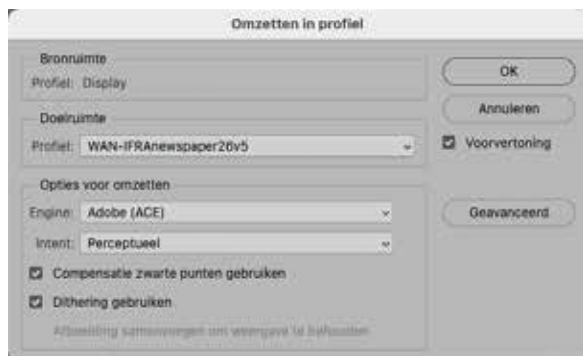 Omzetten in profiel
Bronruimte
Profiel: Display
Doelruimte
Profiel: WAN-IFRAnewspaper26v5
Opties voor omzetten
Engine: Adobe (ACE)
Intent: Perceptueel
Compensatie zwarte punten gebruiken
Dithering gebruiken
Afbeelding samenvoegen om weergave te behouden
OK
Annuleren
Voorvertoning
Geavanceerd